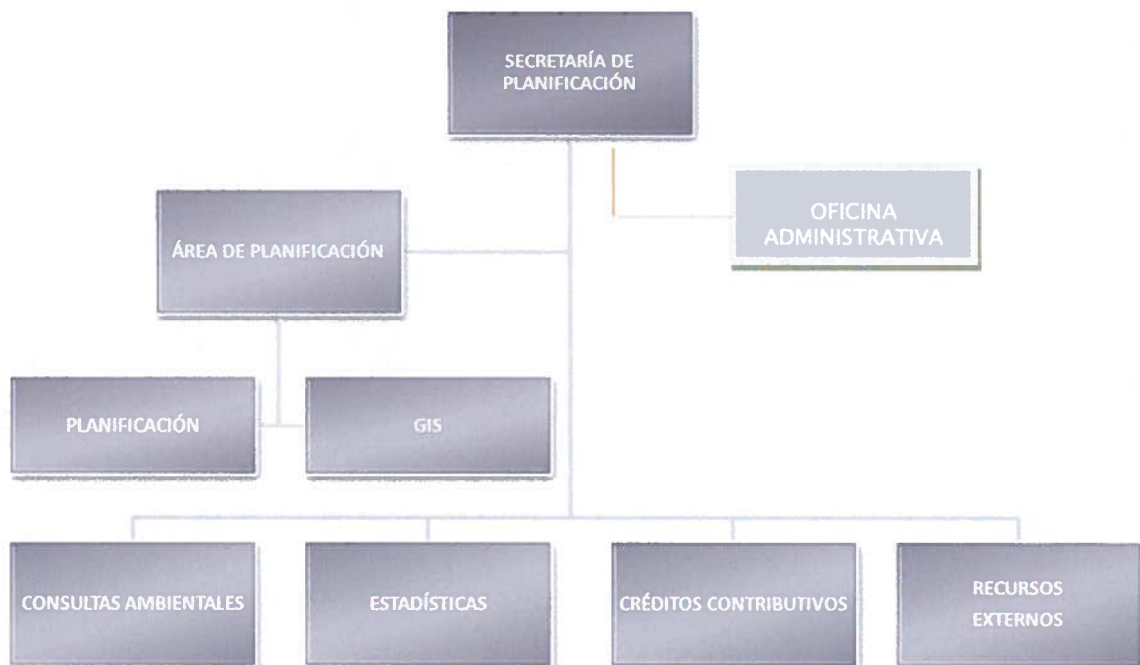 SECRETARÍA DE
PLANIFICACIÓN
OFICINA
ADMINISTRATIVA
ÁREA DE PLANIFICACIÓN
PLANIFICACIÓN
GIS
CONSULTAS AMBIENTALES
ESTADÍSTICAS
CRÉDITOS CONTRIBUTIVOS
RECURSOS
EXTERNOS